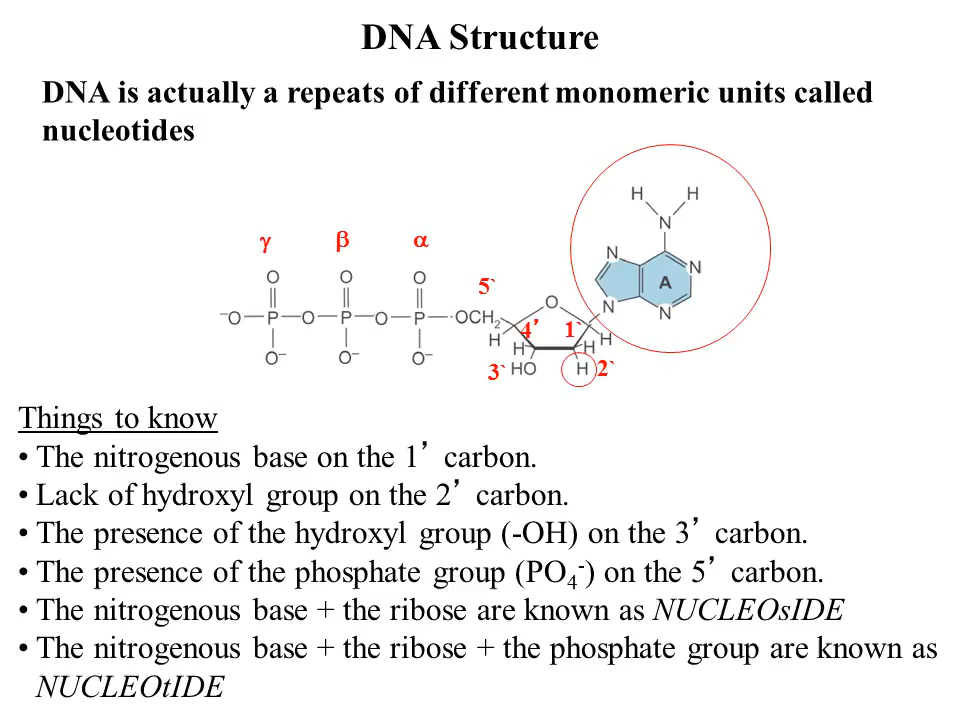 DNA Structure
DNA is actually a repeats of different monomeric units called
nucleotides
H H
N
γ β α
N N
A
N N
5`
O O O
⁻O—P—O—P—O—P—OCH₂ O
4’ 1`
H H
H H
O⁻ O⁻ O⁻
3` HO H 2`
Things to know
• The nitrogenous base on the 1’ carbon.
• Lack of hydroxyl group on the 2’ carbon.
• The presence of the hydroxyl group (-OH) on the 3’ carbon.
• The presence of the phosphate group (PO₄⁻) on the 5’ carbon.
• The nitrogenous base + the ribose are known as NUCLEOsIDE
• The nitrogenous base + the ribose + the phosphate group are known as
NUCLEOtIDE